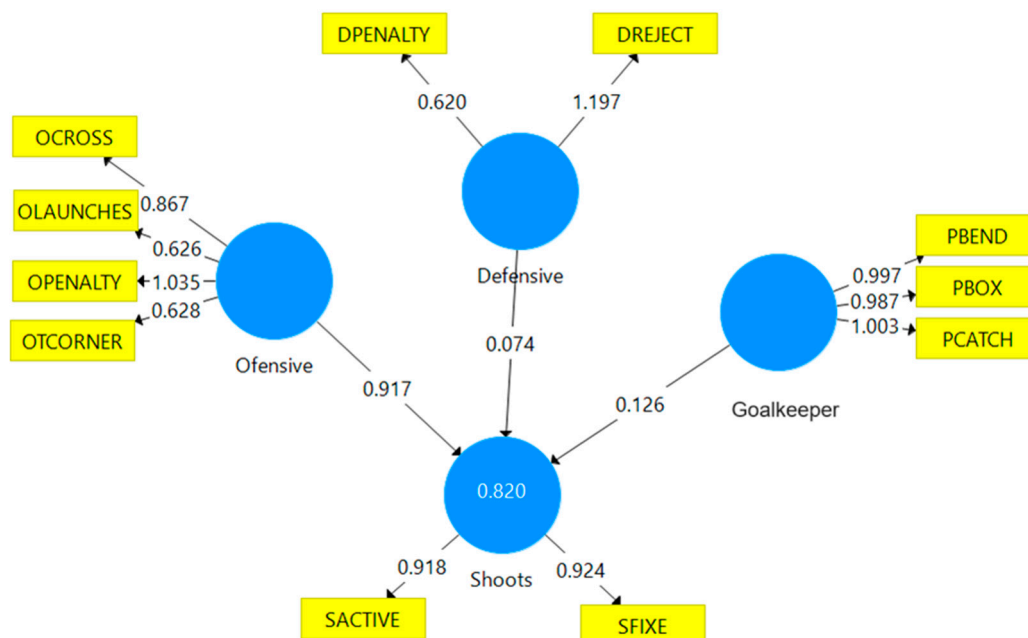 DPENALTY
DREJECT
0.620
1.197
OCROSS
0.867
OLAUNCHES
0.626
OPENALTY
1.035
0.628
OTCORNER
Ofensive
Defensive
PBEND
0.997
PBOX
0.987
1.003
PCATCH
0.074
0.917
0.126
Goalkeeper
0.820
0.918
Shoots
0.924
SACTIVE
SFIXE